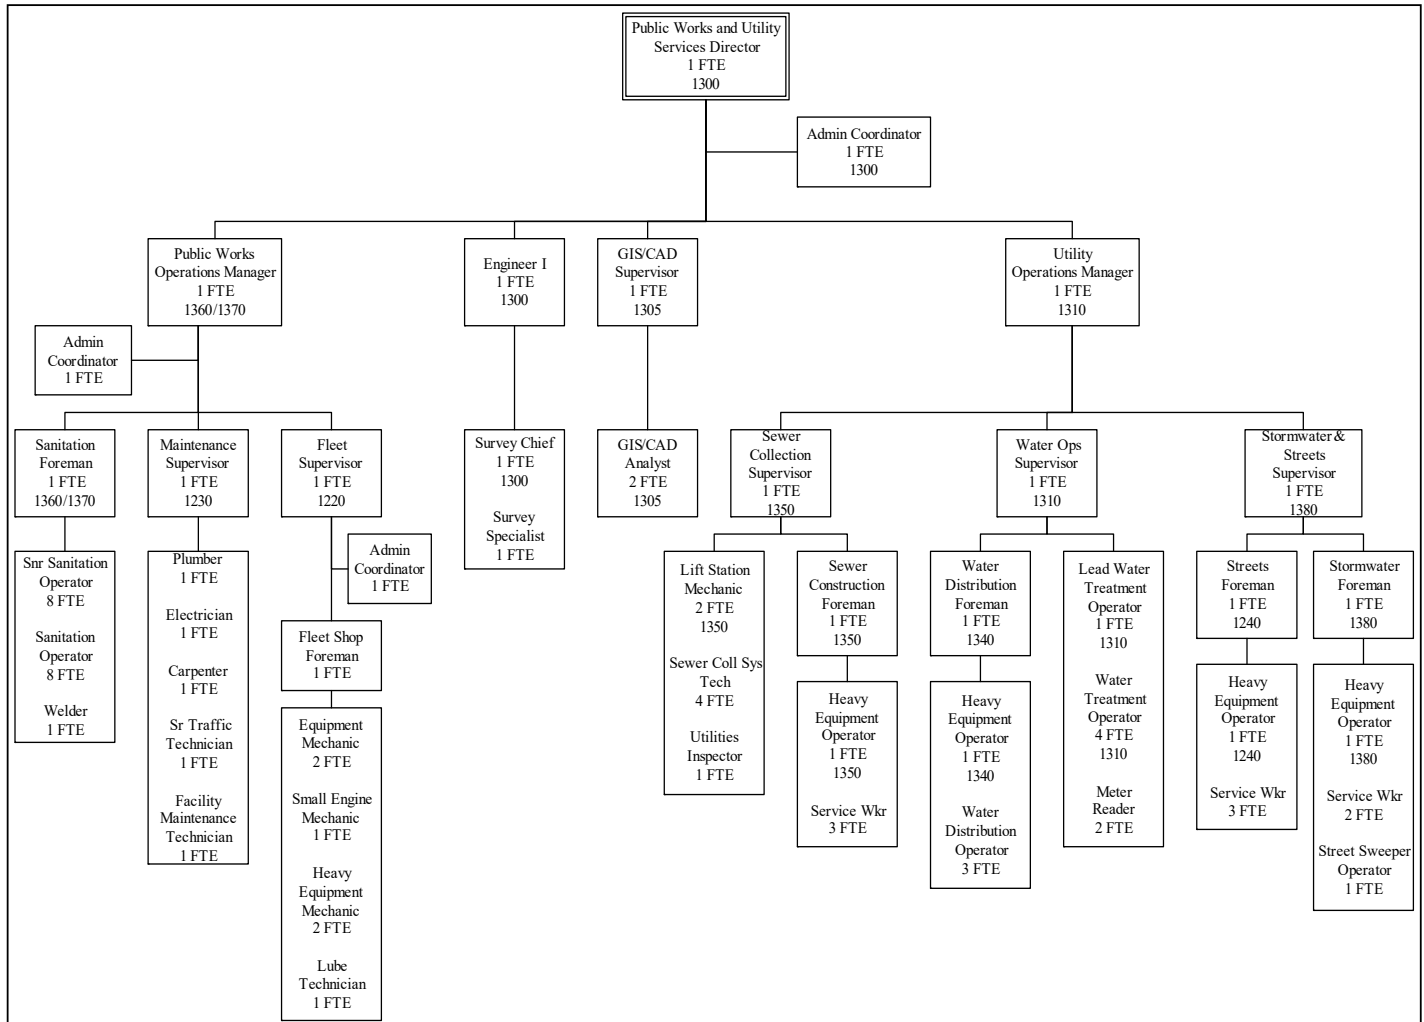 Public Works and Utility
Services Director
1 FTE
1300
Admin Coordinator
1 FTE
1300
Public Works
Operations Manager
1 FTE
1360/1370
Engineer I
1 FTE
1300
GIS/CAD
Supervisor
1 FTE
1305
Utility
Operations Manager
1 FTE
1310
Admin
Coordinator
1 FTE
Sanitation
Foreman
1 FTE
1360/1370
Maintenance
Supervisor
1 FTE
1230
Fleet
Supervisor
1 FTE
1220
Survey Chief
1 FTE
1300
Survey
Specialist
1 FTE
GIS/CAD
Analyst
2 FTE
1305
Sewer
Collection
Supervisor
1 FTE
1350
Water Ops
Supervisor
1 FTE
1310
Stormwater &
Streets
Supervisor
1 FTE
1380
Snr Sanitation
Operator
8 FTE
Sanitation
Operator
8 FTE
Welder
1 FTE
Plumber
1 FTE
Electrician
1 FTE
Carpenter
1 FTE
Sr Traffic
Technician
1 FTE
Facility
Maintenance
Technician
1 FTE
Admin
Coordinator
1 FTE
Fleet Shop
Foreman
1 FTE
Equipment
Mechanic
2 FTE
Small Engine
Mechanic
1 FTE
Heavy
Equipment
Mechanic
2 FTE
Lube
Technician
1 FTE
Lift Station
Mechanic
2 FTE
1350
Sewer Coll Sys
Tech
4 FTE
Utilities
Inspector
1 FTE
Sewer
Construction
Foreman
1 FTE
1350
Heavy
Equipment
Operator
1 FTE
1350
Service Wkr
3 FTE
Water
Distribution
Foreman
1 FTE
1340
Heavy
Equipment
Operator
1 FTE
1340
Water
Distribution
Operator
3 FTE
Lead Water
Treatment
Operator
1 FTE
1310
Water
Treatment
Operator
4 FTE
1310
Meter
Reader
2 FTE
Streets
Foreman
1 FTE
1240
Heavy
Equipment
Operator
1 FTE
1240
Service Wkr
3 FTE
Stormwater
Foreman
1 FTE
1380
Heavy
Equipment
Operator
1 FTE
1380
Service Wkr
2 FTE
Street Sweeper
Operator
1 FTE